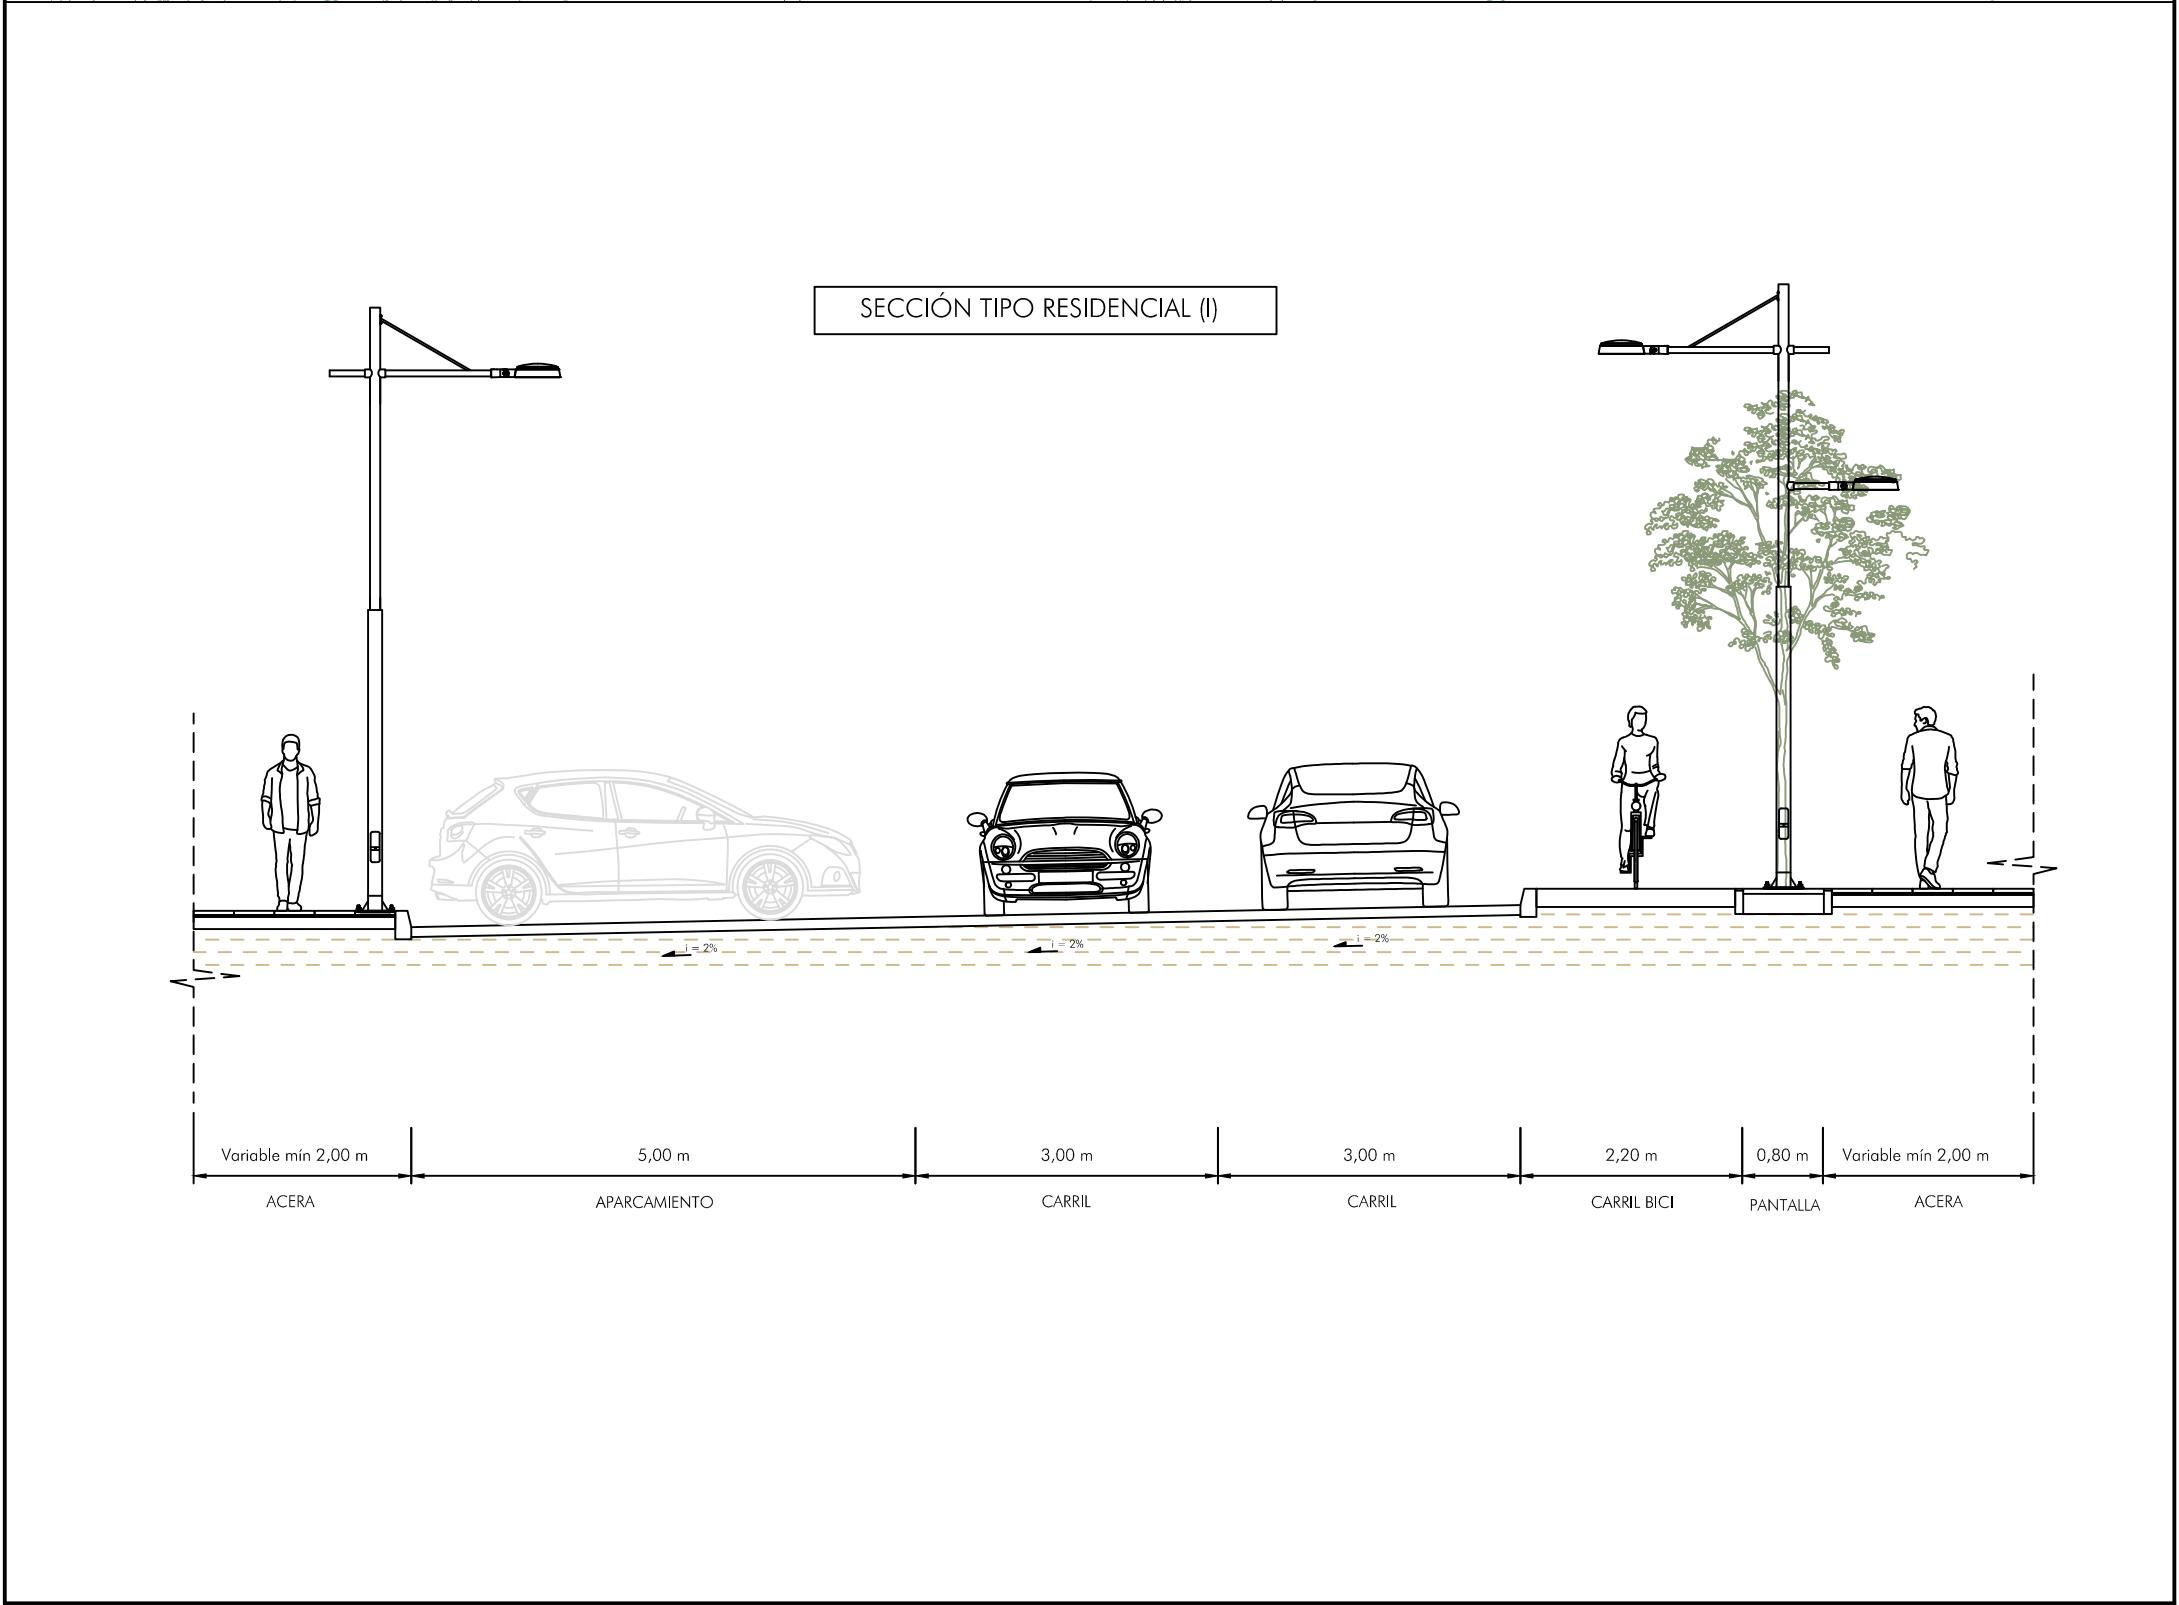 SECCIÓN TIPO RESIDENCIAL (I)
i = 2%
i = 2%
i = 2%
Variable mín 2,00 m
5,00 m
3,00 m
3,00 m
2,20 m
0,80 m
Variable mín 2,00 m
ACERA
APARCAMIENTO
CARRIL
CARRIL
CARRIL BICI
PANTALLA
ACERA